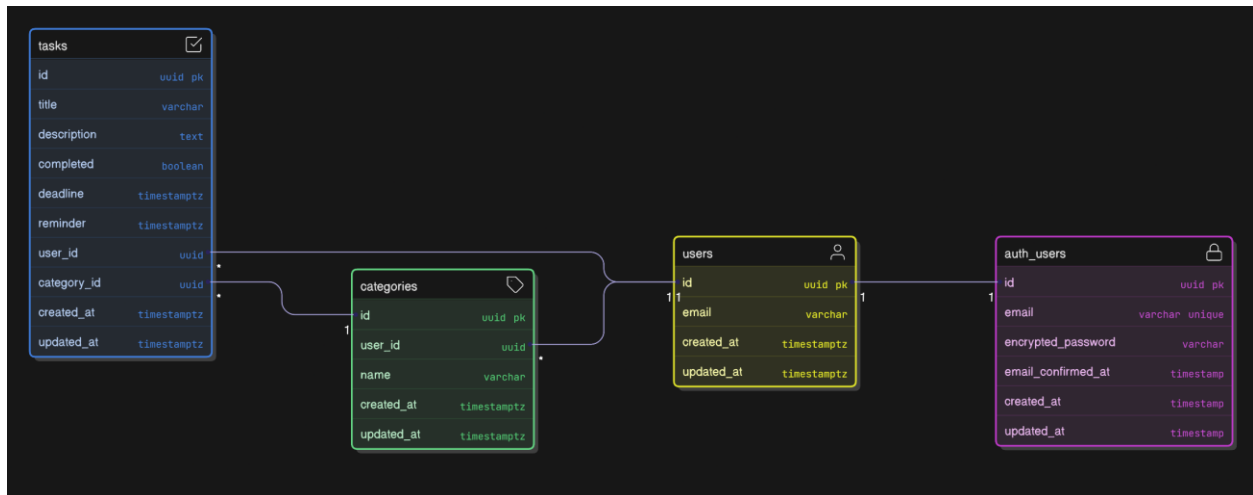 tasks
id uuid pk
title varchar
description text
completed boolean
deadline timestamptz
reminder timestamptz
user_id uuid
category_id uuid
created_at timestamptz
updated_at timestamptz
categories
id uuid pk
1
user_id uuid
name varchar
created_at timestamptz
updated_at timestamptz
users
id uuid pk
1 1 1
email varchar
created_at timestamptz
updated_at timestamptz
auth_users
id uuid pk
1
email varchar unique
encrypted_password varchar
email_confirmed_at timestamp
created_at timestamp
updated_at timestamp